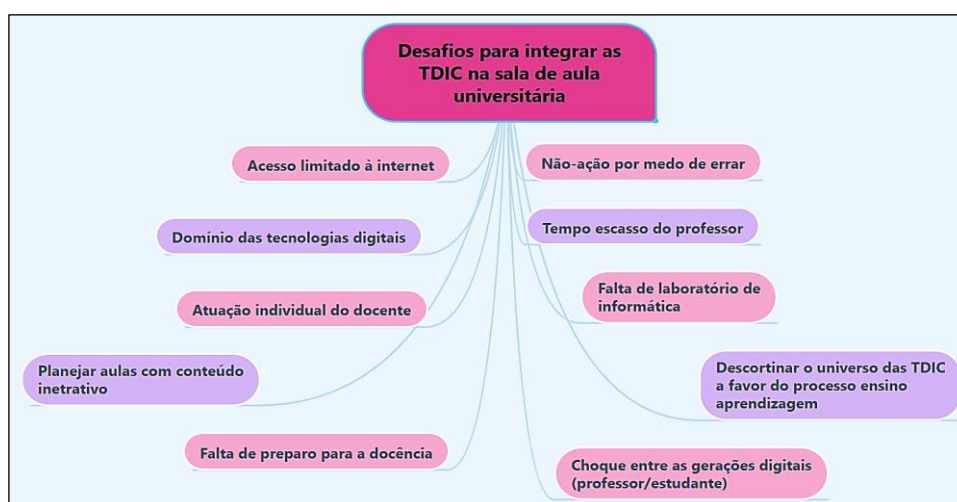 Desafios para integrar as
TDIC na sala de aula
universitária
Acesso limitado à internet
Não-ação por medo de errar
Domínio das tecnologias digitais
Tempo escasso do professor
Atuação individual do docente
Falta de laboratório de
informática
Planejar aulas com conteúdo
inetrativo
Descortinar o universo das TDIC
a favor do processo ensino
aprendizagem
Falta de preparo para a docência
Choque entre as gerações digitais
(professor/estudante)